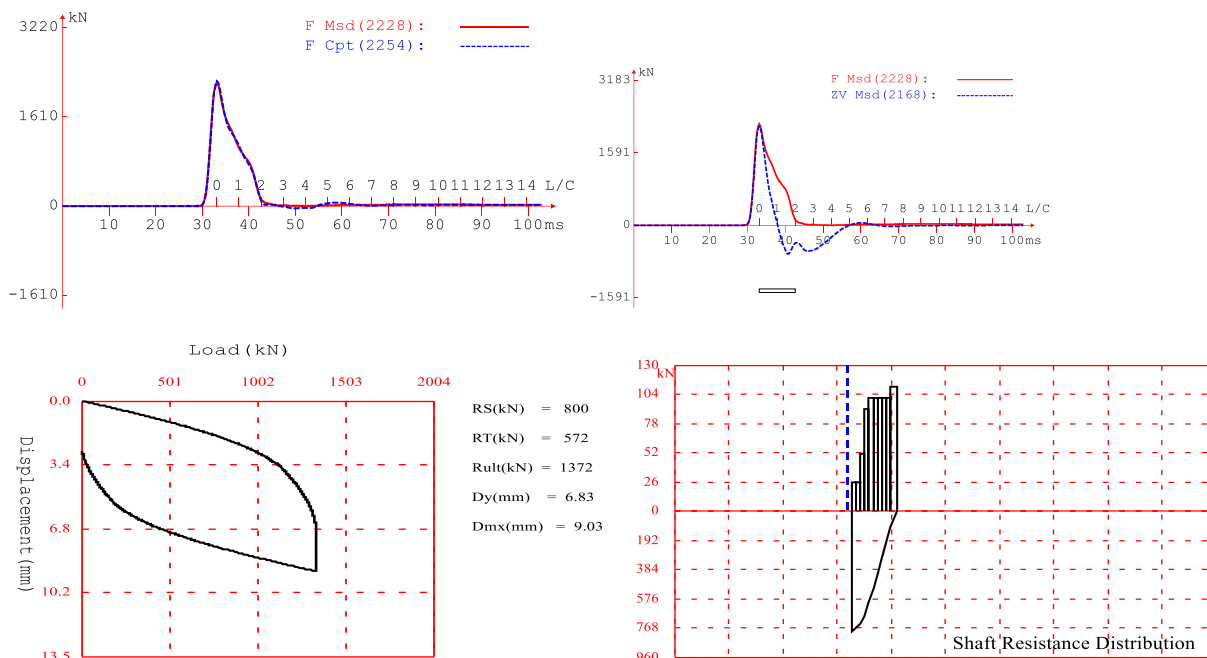 3220 kN
F Msd(2228):
F Cpt(2254):
1610
0 1 2 3 4 5 6 7 8 9 10 11 12 13 14 L/C
0
10 20 30 40 50 60 70 80 90 100 ms
-1610
kN
3183
F Msd(2228):
ZV Msd(2168):
1591
0 1 2 3 4 5 6 7 8 9 10 11 12 13 14 L/C
0
10 20 30 40 50 60 70 80 90 100 ms
-1591
Load(kN)
0 501 1002 1503 2004
0.0
3.4
6.8
10.2
13.5
Displacement(mm)
RS(kN) = 800
RT(kN) = 572
Rult(kN) = 1372
Dy(mm) = 6.83
Dmx(mm) = 9.03
130
kN
104
78
52
26
0
192
384
576
768
960
Shaft Resistance Distribution